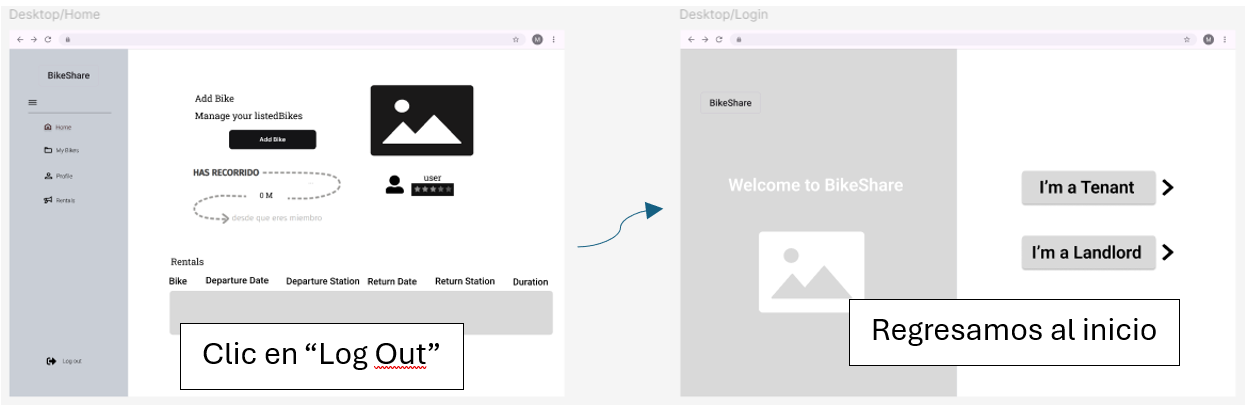 Desktop/Home
M
BikeShare
Home
My Bikes
Profile
Rentals
Log out
Add Bike
Manage your listedBikes
Add Bike
HAS RECORRIDO
0 M
desde que eres miembro
user
Rentals
Bike Departure Date Departure Station Return Date Return Station Duration
Clic en “Log Out”
Desktop/Login
M
BikeShare
Welcome to BikeShare
I’m a Tenant
I’m a Landlord
Regresamos al inicio